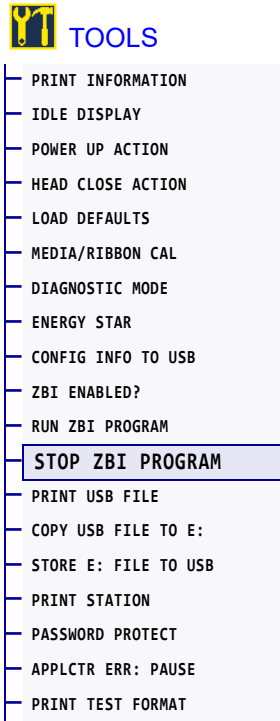 TOOLS
PRINT INFORMATION
IDLE DISPLAY
POWER UP ACTION
HEAD CLOSE ACTION
LOAD DEFAULTS
MEDIA/RIBBON CAL
DIAGNOSTIC MODE
ENERGY STAR
CONFIG INFO TO USB
ZBI ENABLED?
RUN ZBI PROGRAM
STOP ZBI PROGRAM
PRINT USB FILE
COPY USB FILE TO E:
STORE E: FILE TO USB
PRINT STATION
PASSWORD PROTECT
APPLCTR ERR: PAUSE
PRINT TEST FORMAT